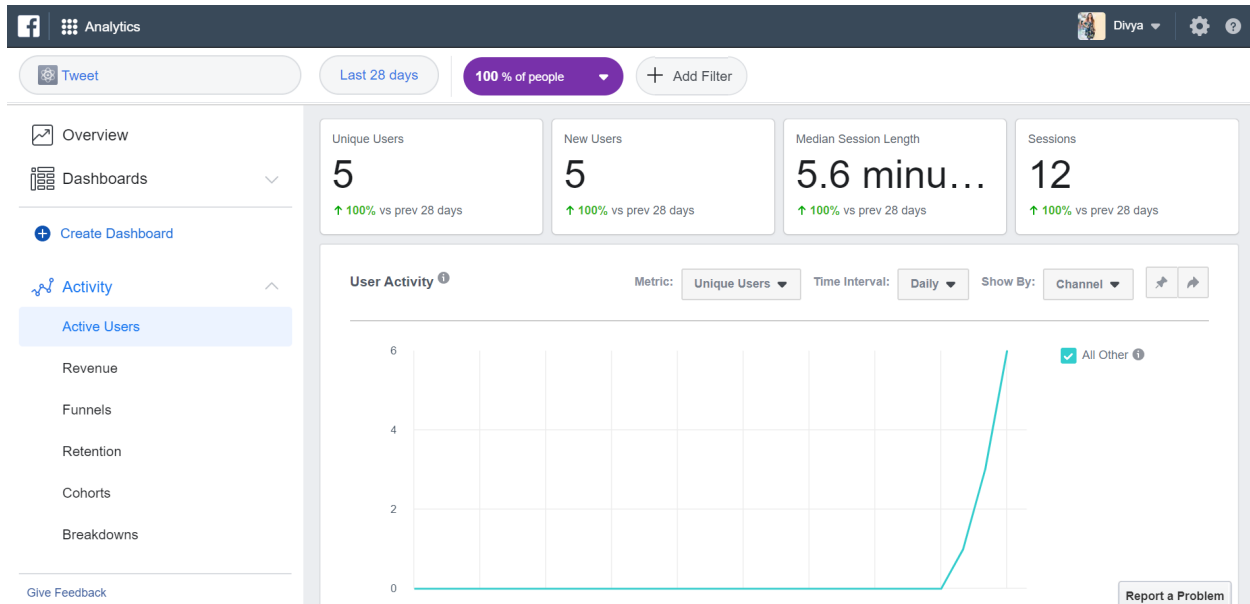 Analytics
Divya
Tweet
Last 28 days
100 % of people
Add Filter
Overview
Dashboards
Create Dashboard
Activity
Active Users
Revenue
Funnels
Retention
Cohorts
Breakdowns
Give Feedback
Unique Users
5
100% vs prev 28 days
New Users
5
100% vs prev 28 days
Median Session Length
5.6 minu...
100% vs prev 28 days
Sessions
12
100% vs prev 28 days
User Activity
Metric: Unique Users Time Interval: Daily Show By: Channel
6
4
2
0
All Other
Report a Problem